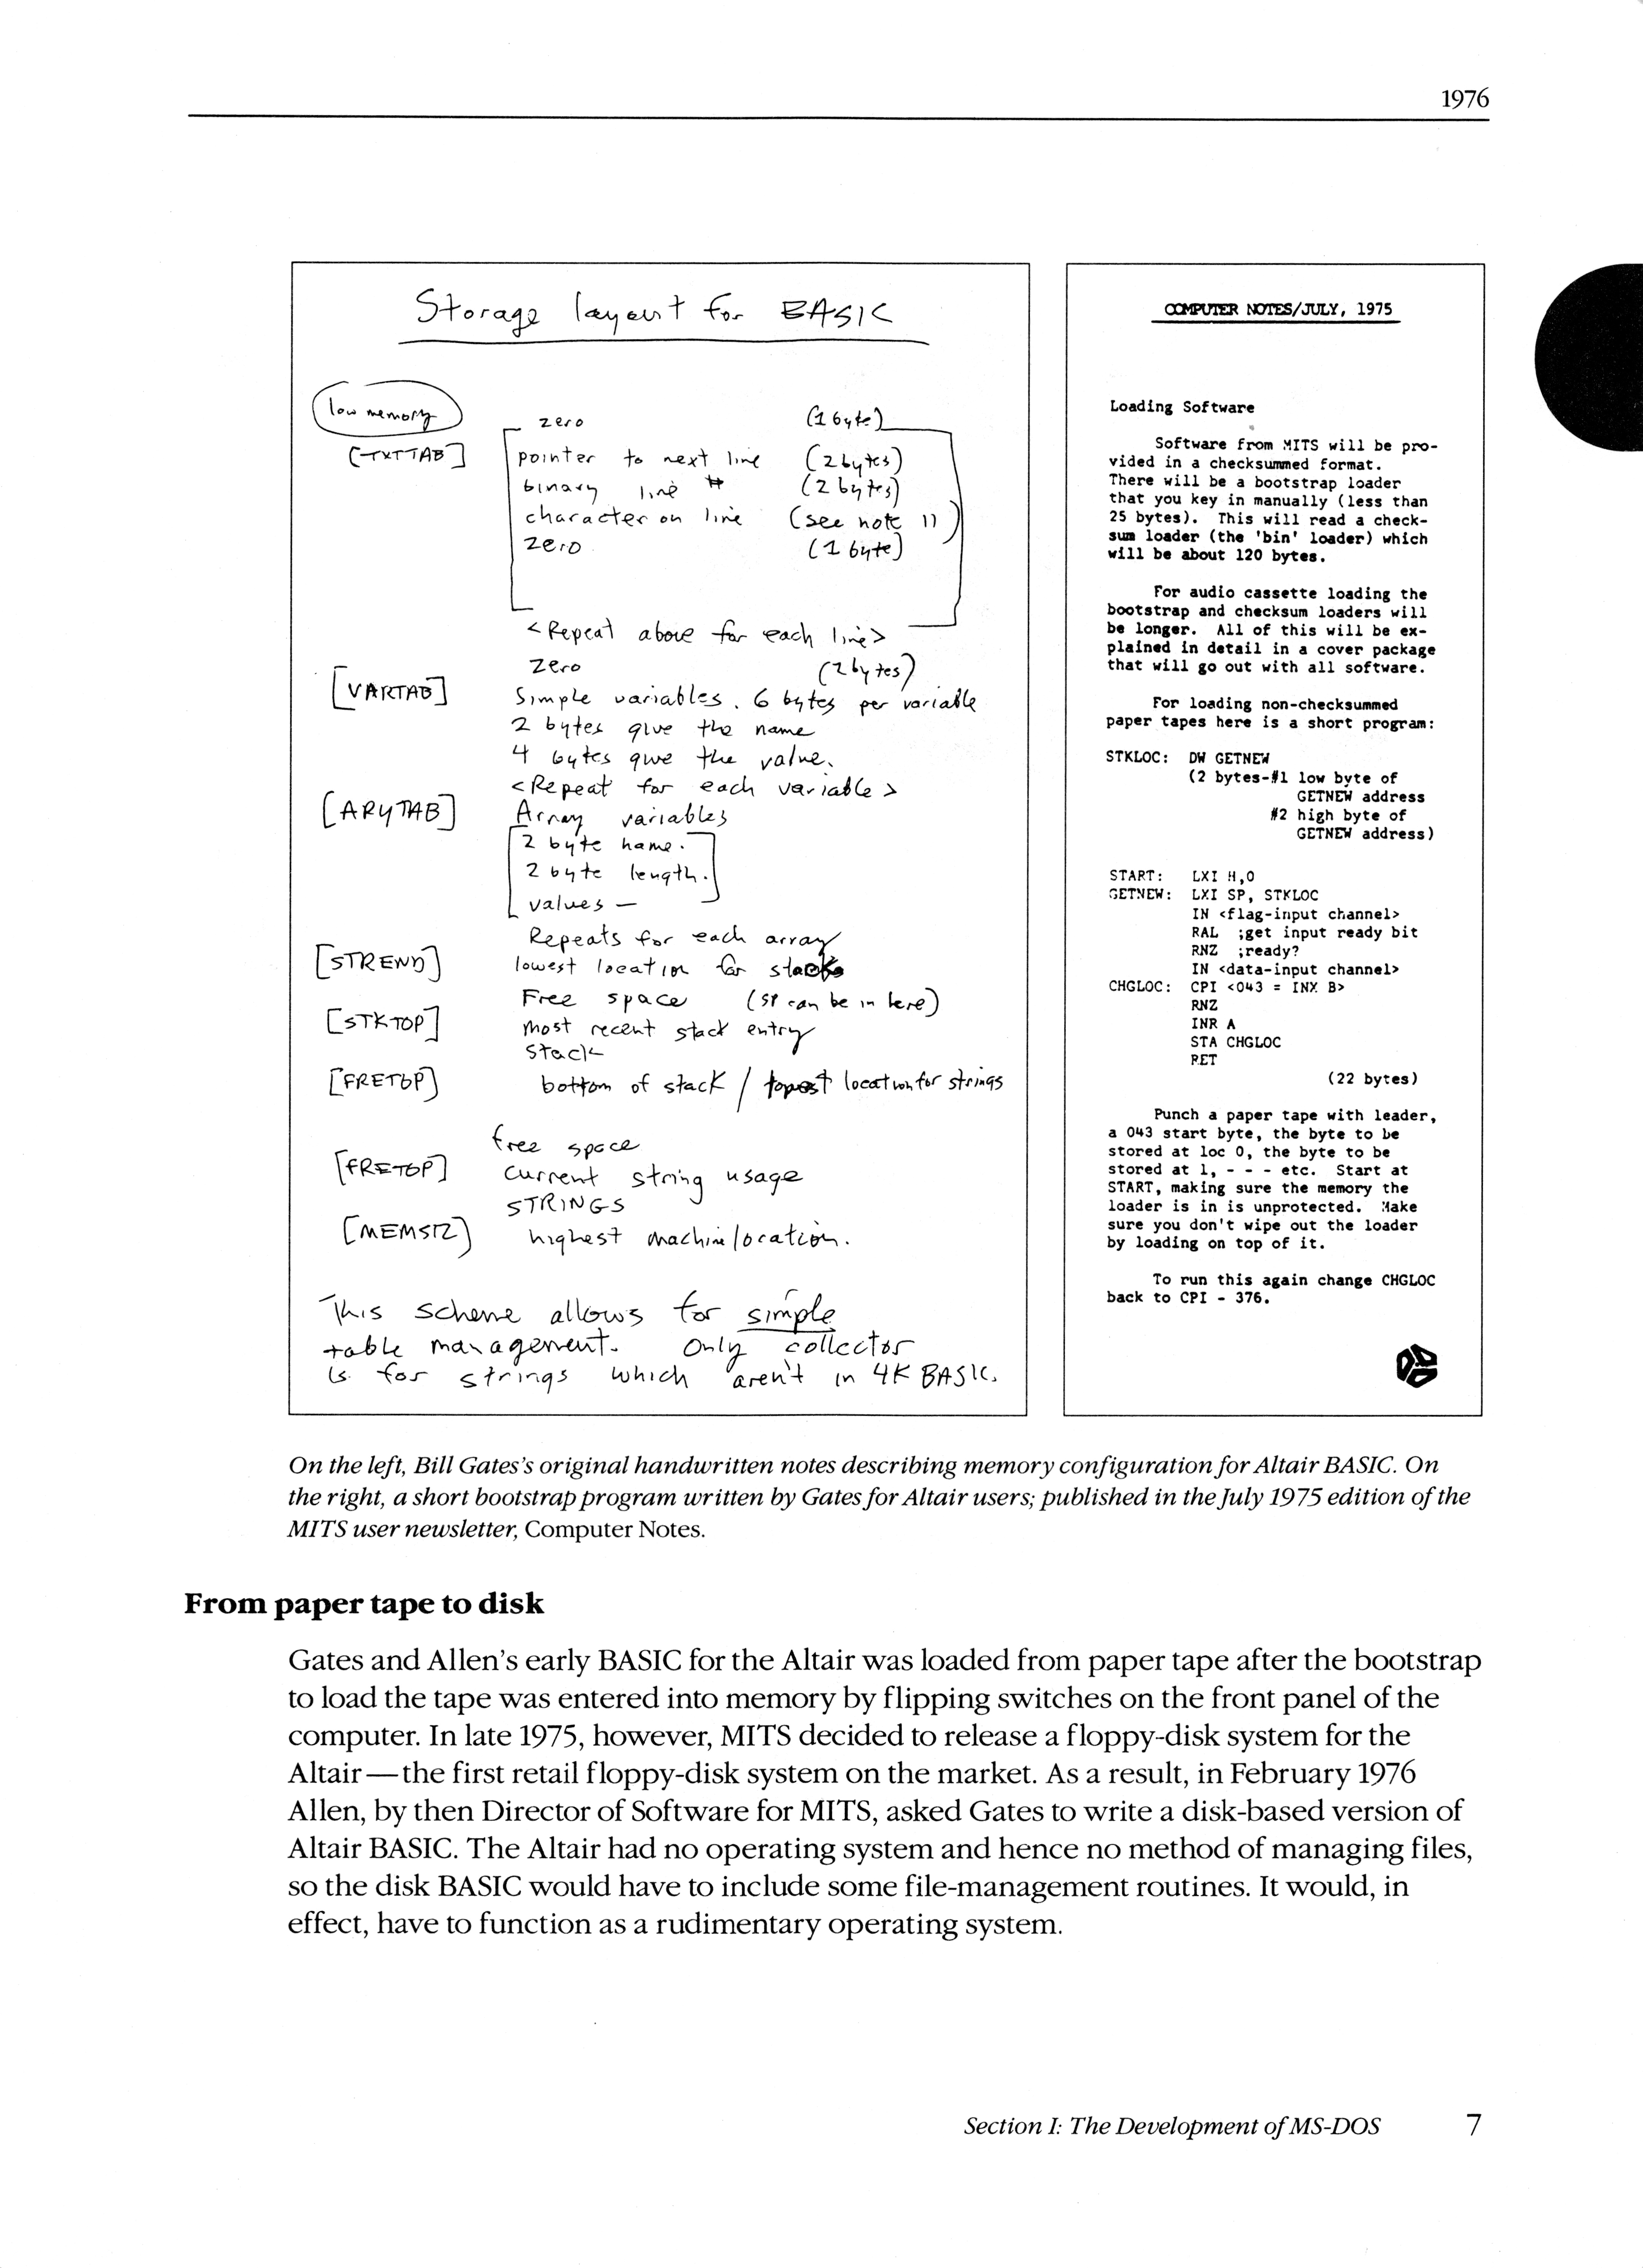 1976
Storage layout for BASIC
low memory
zero (1 byte)
[TXTTAB] pointer to next line (2 bytes)
binary line # (2 bytes)
character on line (see note 1)
zero (1 byte)
<Repeat above for each line>
zero (2 bytes)
[VARTAB] Simple variables. 6 bytes per variable
2 bytes give the name
4 bytes give the value.
<Repeat for each variable>
[ARYTAB] Array variables
2 byte name.
2 byte length.
values —
Repeats for each array
[STREND] lowest location for stack
Free space (SP can be in here)
[STKTOP] most recent stack entry
stack
[FRETOP] bottom of stack / topost location for strings
free space
[FRETOP] current string usage
STRINGS
[MEMSIZ] highest machine location.
This scheme allows for simple
table management. Only collector
is for strings which aren't in 4K BASIC.
COMPUTER NOTES/JULY, 1975
Loading Software
Software from MITS will be pro-
vided in a checksummed format.
There will be a bootstrap loader
that you key in manually (less than
25 bytes). This will read a check-
sum loader (the 'bin' loader) which
will be about 120 bytes.
For audio cassette loading the
bootstrap and checksum loaders will
be longer. All of this will be ex-
plained in detail in a cover package
that will go out with all software.
For loading non-checksummed
paper tapes here is a short program:
STKLOC: DW GETNEW
(2 bytes-#1 low byte of
GETNEW address
#2 high byte of
GETNEW address)
START: LXI H,0
GETNEW: LXI SP, STKLOC
IN <flag-input channel>
RAL ;get input ready bit
RNZ ;ready?
IN <data-input channel>
CHGLOC: CPI <043 = INX B>
RNZ
INR A
STA CHGLOC
RET
(22 bytes)
Punch a paper tape with leader,
a 043 start byte, the byte to be
stored at loc 0, the byte to be
stored at 1, - - - etc. Start at
START, making sure the memory the
loader is in is unprotected. Make
sure you don't wipe out the loader
by loading on top of it.
To run this again change CHGLOC
back to CPI - 376.
On the left, Bill Gates's original handwritten notes describing memory configuration for Altair BASIC. On
the right, a short bootstrap program written by Gates for Altair users; published in the July 1975 edition of the
MITS user newsletter, Computer Notes.
From paper tape to disk
Gates and Allen's early BASIC for the Altair was loaded from paper tape after the bootstrap
to load the tape was entered into memory by flipping switches on the front panel of the
computer. In late 1975, however, MITS decided to release a floppy-disk system for the
Altair—the first retail floppy-disk system on the market. As a result, in February 1976
Allen, by then Director of Software for MITS, asked Gates to write a disk-based version of
Altair BASIC. The Altair had no operating system and hence no method of managing files,
so the disk BASIC would have to include some file-management routines. It would, in
effect, have to function as a rudimentary operating system.
Section I: The Development of MS-DOS 7